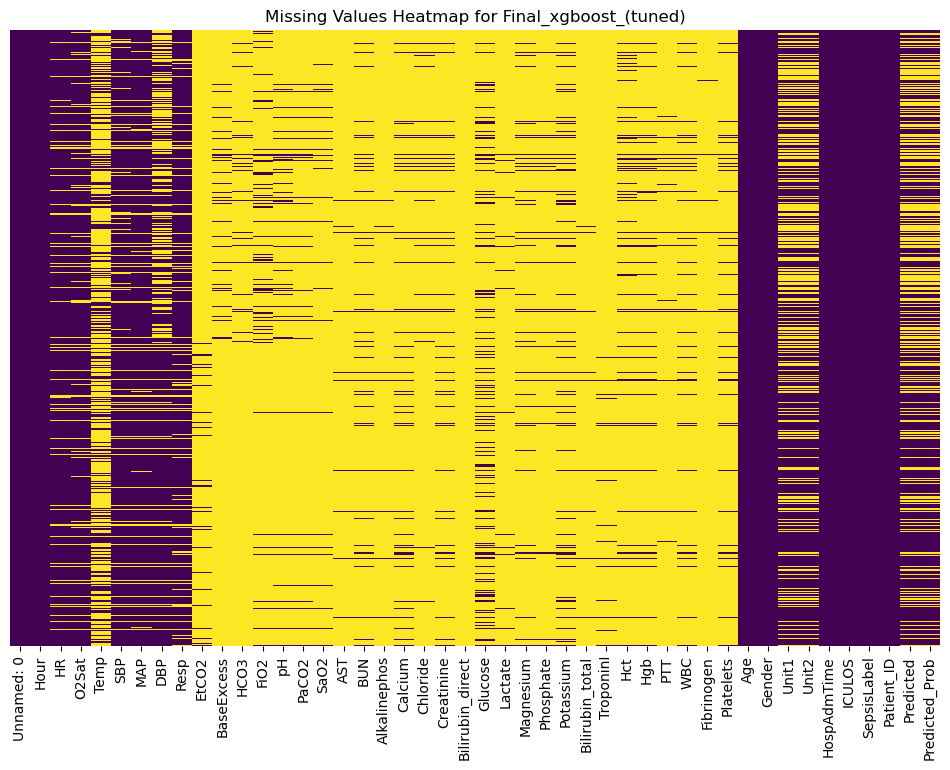 Missing Values Heatmap for Final_xgboost_(tuned)
Unnamed: 0
Hour
HR
O2Sat
Temp
SBP
MAP
DBP
Resp
EtCO2
BaseExcess
HCO3
FiO2
pH
PaCO2
SaO2
AST
BUN
Alkalinephos
Calcium
Chloride
Creatinine
Bilirubin_direct
Glucose
Lactate
Magnesium
Phosphate
Potassium
Bilirubin_total
TroponinI
Hct
Hgb
PTT
WBC
Fibrinogen
Platelets
Age
Gender
Unit1
Unit2
HospAdmTime
ICULOS
SepsisLabel
Patient_ID
Predicted
Predicted_Prob